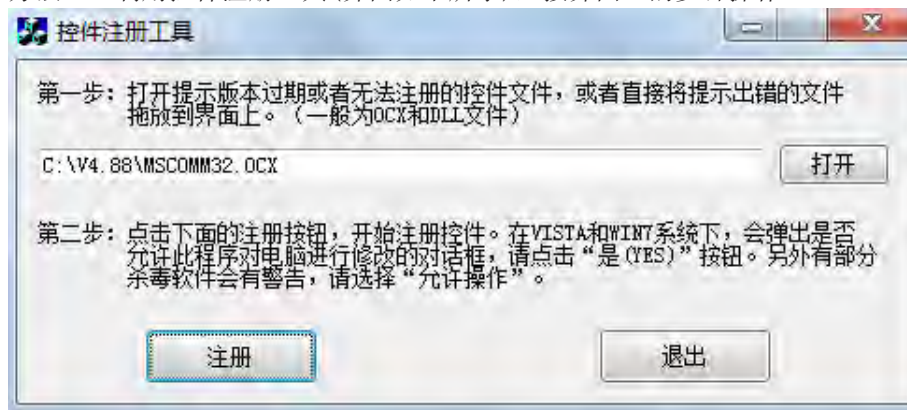 控件注册工具
第一步：打开提示版本过期或者无法注册的控件文件，或者直接将提示出错的文件
拖放到界面上。（一般为OCX和DLL文件）
C:\V4.88\MSCOMM32.OCX
打开
第二步：点击下面的注册按钮，开始注册控件。在VISTA和WIN7系统下，会弹出是否
允许此程序对电脑进行修改的对话框，请点击“是(YES)”按钮。另外有部分
杀毒软件会有警告，请选择“允许操作”。
注册
退出